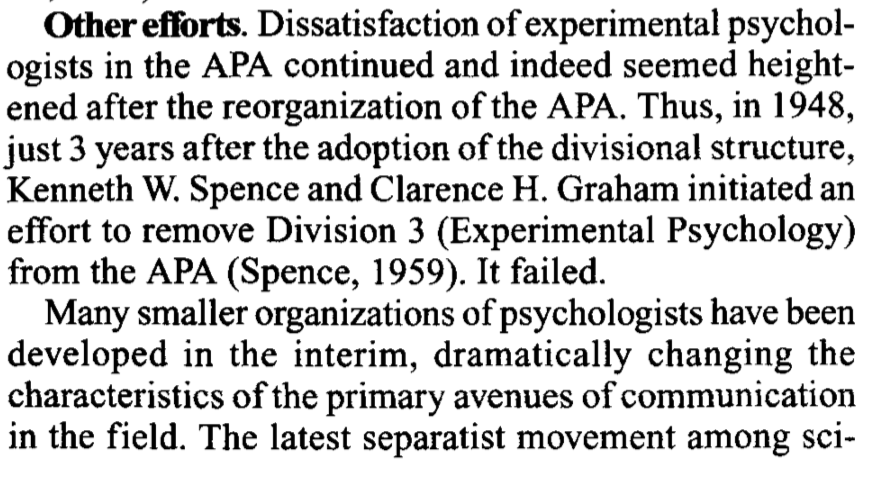 Other efforts. Dissatisfaction of experimental psychol-
ogists in the APA continued and indeed seemed height-
ened after the reorganization of the APA. Thus, in 1948,
just 3 years after the adoption of the divisional structure,
Kenneth W. Spence and Clarence H. Graham initiated an
effort to remove Division 3 (Experimental Psychology)
from the APA (Spence, 1959). It failed.
Many smaller organizations of psychologists have been
developed in the interim, dramatically changing the
characteristics of the primary avenues of communication
in the field. The latest separatist movement among sci-